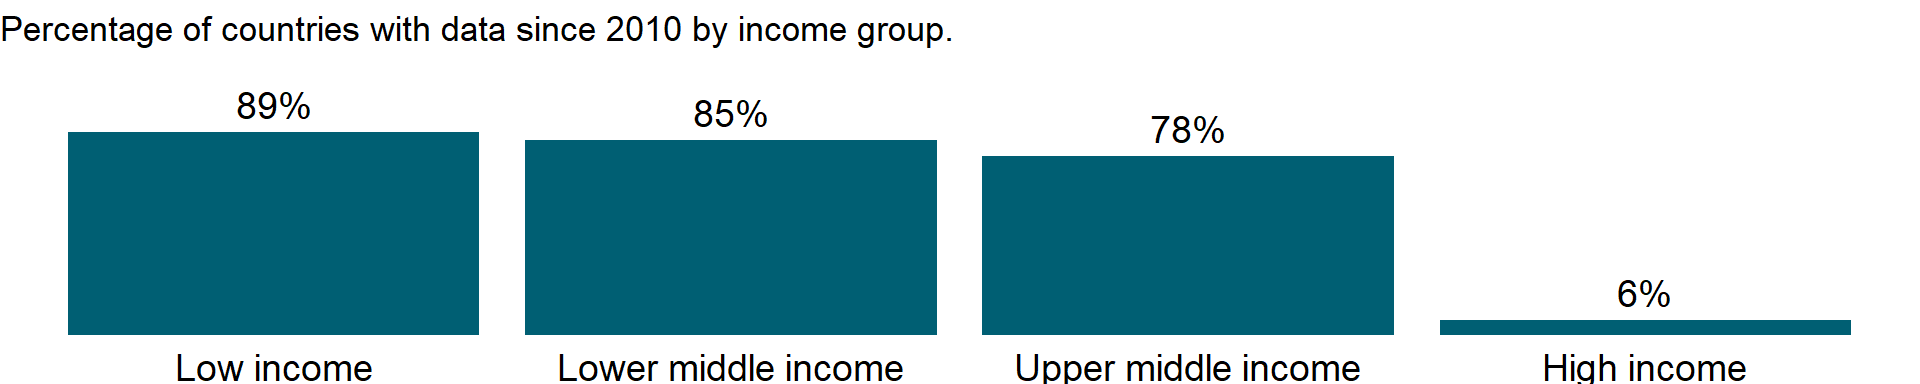 Percentage of countries with data since 2010 by income group.
89%
85%
78%
6%
Low income
Lower middle income
Upper middle income
High income